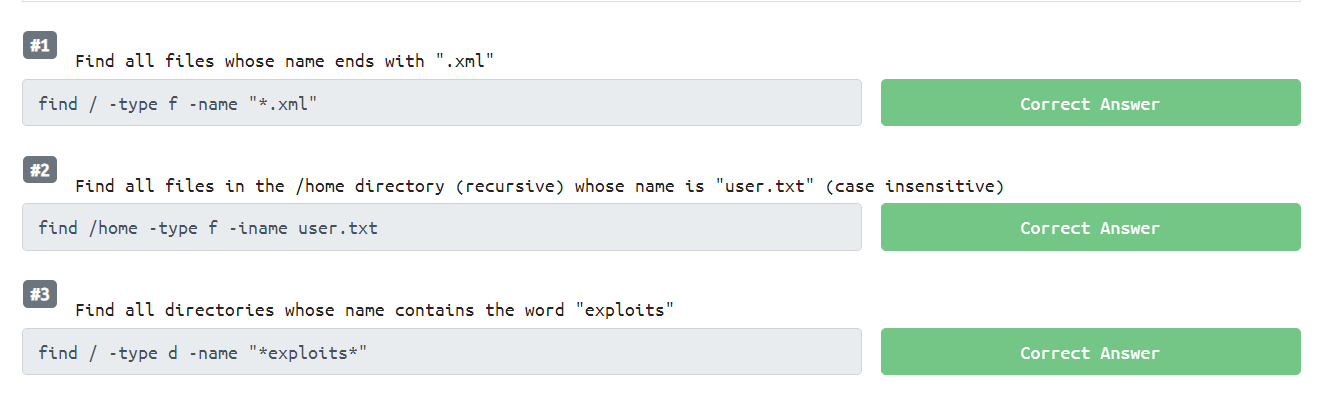 #1
Find all files whose name ends with ".xml"
find / -type f -name "*.xml"
Correct Answer
#2
Find all files in the /home directory (recursive) whose name is "user.txt" (case insensitive)
find /home -type f -iname user.txt
Correct Answer
#3
Find all directories whose name contains the word "exploits"
find / -type d -name "*exploits*"
Correct Answer